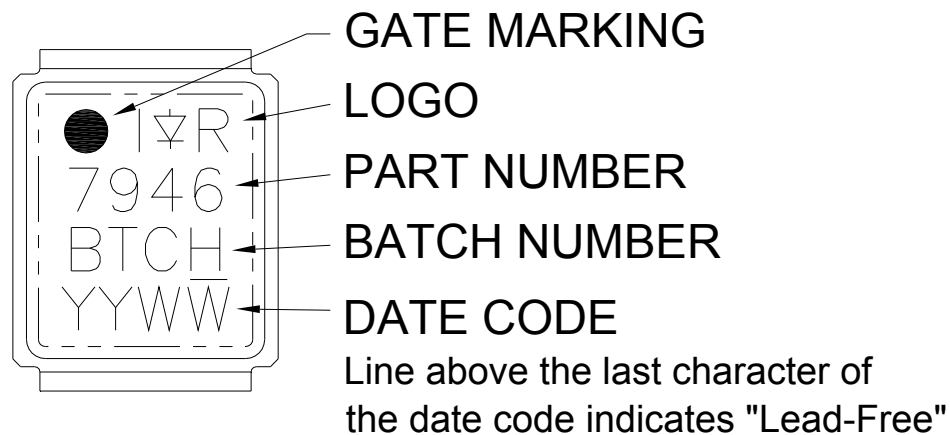 GATE MARKING
I R
LOGO
7946
PART NUMBER
BTCH
BATCH NUMBER
YYWW
DATE CODE
Line above the last character of
the date code indicates "Lead-Free"